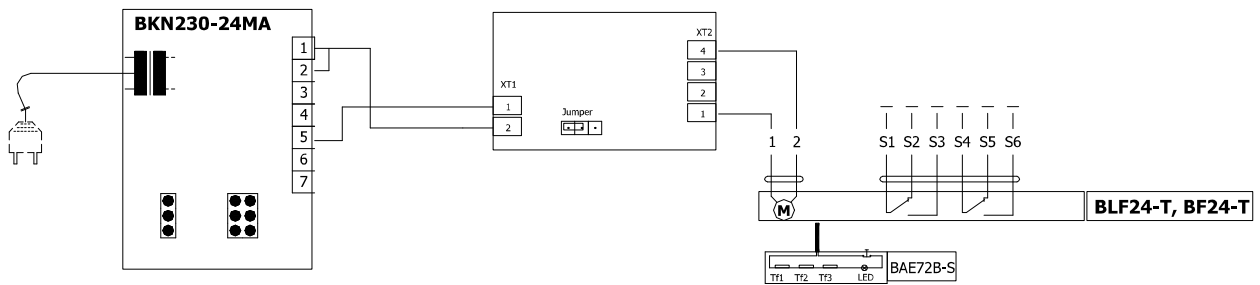 BKN230-24MA
1
2
3
4
5
6
7
XT1
1
2
Jumper
XT2
4
3
2
1
1 2
S1 S2 S3 S4 S5 S6
M
BLF24-T, BF24-T
Tf1 Tf2 Tf3 LED
BAE72B-S